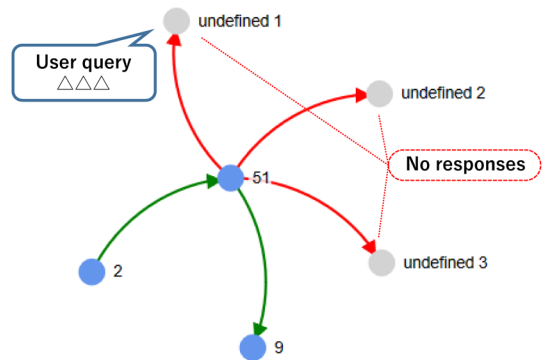 undefined 1
User query
△△△
undefined 2
No responses
51
undefined 3
2
9